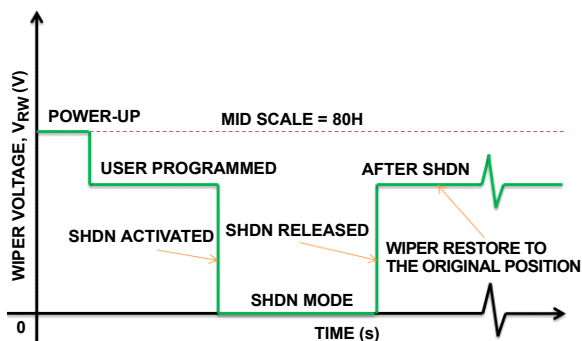 WIPER VOLTAGE, VRW (V)
POWER-UP
MID SCALE = 80H
USER PROGRAMMED
AFTER SHDN
SHDN ACTIVATED
SHDN RELEASED
WIPER RESTORE TO
THE ORIGINAL POSITION
SHDN MODE
0
TIME (s)